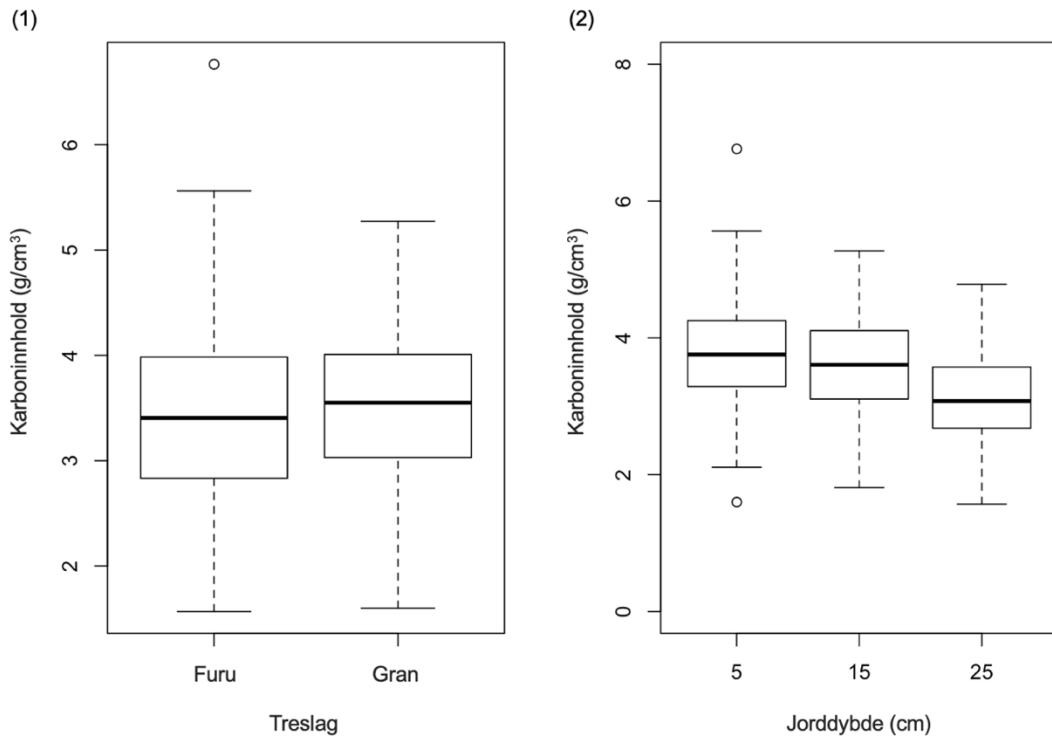 (1)
Karboninnhold (g/cm³)
6
5
4
3
2
Furu
Gran
Treslag
(2)
Karboninnhold (g/cm³)
8
6
4
2
0
5
15
25
Jorddybde (cm)